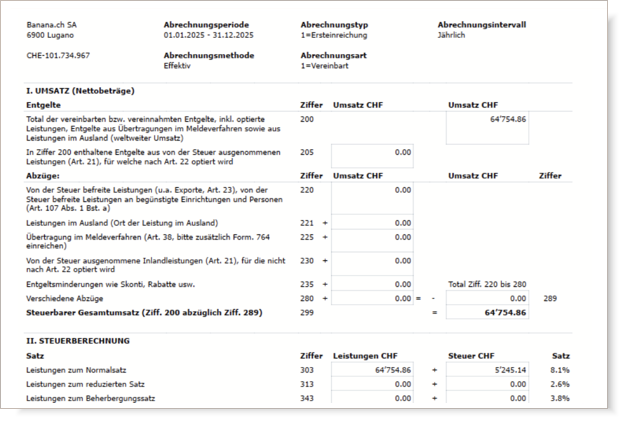 Banana.ch SA Abrechnungsperiode Abrechnungstyp Abrechnungsintervall
6900 Lugano 01.01.2025 - 31.12.2025 1=Ersteinreichung Jährlich
CHE-101.734.967 Abrechnungsmethode Abrechnungsart
Effektiv 1=Vereinbart
I. UMSATZ (Nettobeträge)
Entgelte Ziffer Umsatz CHF Umsatz CHF
Total der vereinbarten bzw. vereinnahmten Entgelte, inkl. optierte 200 64'754.86
Leistungen, Entgelte aus Übertragungen im Meldeverfahren sowie aus
Leistungen im Ausland (weltweiter Umsatz)
In Ziffer 200 enthaltene Entgelte aus von der Steuer ausgenommenen 205 0.00
Leistungen (Art. 21), für welche nach Art. 22 optiert wird
Abzüge: Ziffer Umsatz CHF Umsatz CHF Ziffer
Von der Steuer befreite Leistungen (u.a. Exporte, Art. 23), von der 220 0.00
Steuer befreite Leistungen an begünstigte Einrichtungen und Personen
(Art. 107 Abs. 1 Bst. a)
Leistungen im Ausland (Ort der Leistung im Ausland) 221 + 0.00
Übertragung im Meldeverfahren (Art. 38, bitte zusätzlich Form. 764 225 + 0.00
einreichen)
Von der Steuer ausgenommene Inlandleistungen (Art. 21), für die nicht 230 + 0.00
nach Art. 22 optiert wird
Entgeltsminderungen wie Skonti, Rabatte usw. 235 + 0.00 Total Ziff. 220 bis 280
Verschiedene Abzüge 280 + 0.00 = - 0.00 289
Steuerbarer Gesamtumsatz (Ziff. 200 abzüglich Ziff. 289) 299 = 64'754.86
II. STEUERBERECHNUNG
Satz Ziffer Leistungen CHF Steuer CHF Satz
Leistungen zum Normalsatz 303 64'754.86 + 5'245.14 8.1%
Leistungen zum reduzierten Satz 313 0.00 + 0.00 2.6%
Leistungen zum Beherbergungssatz 343 0.00 + 0.00 3.8%